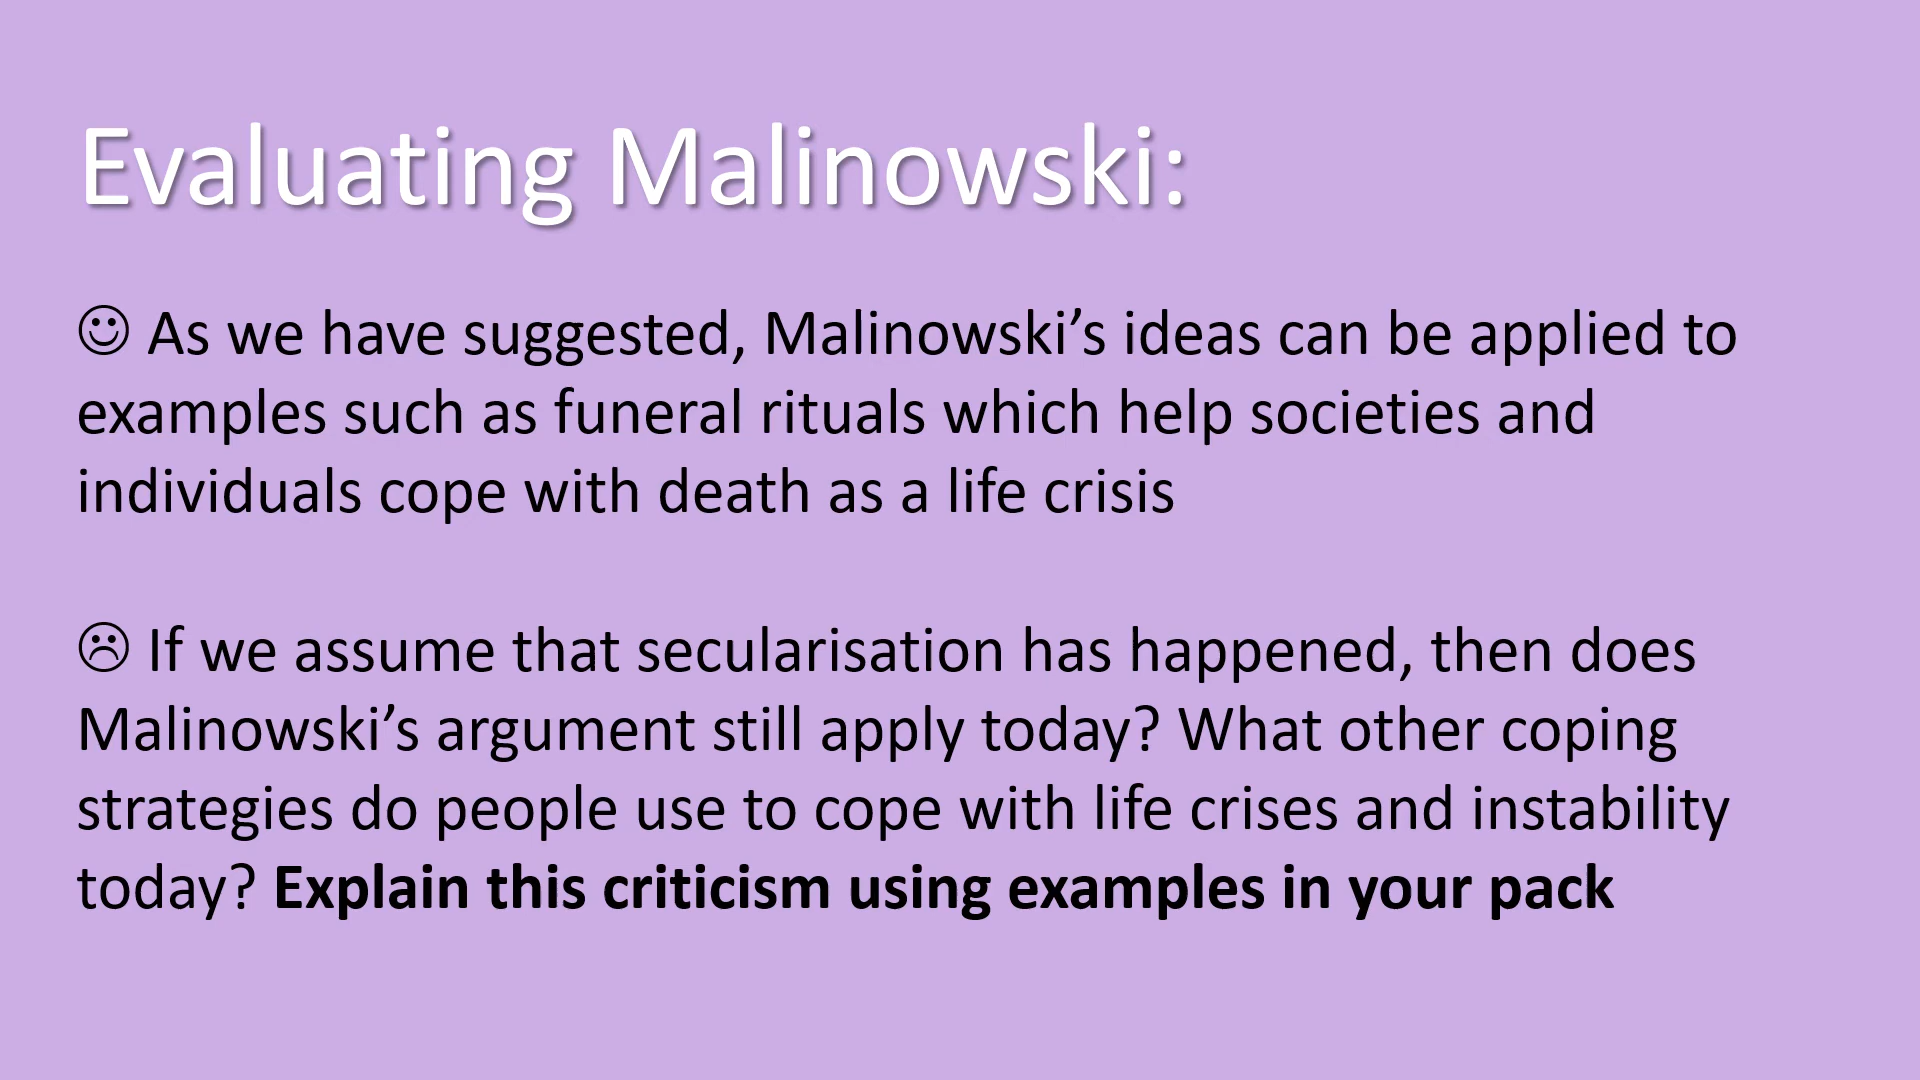 Evaluating Malinowski:
☺ As we have suggested, Malinowski’s ideas can be applied to
examples such as funeral rituals which help societies and
individuals cope with death as a life crisis
☹ If we assume that secularisation has happened, then does
Malinowski’s argument still apply today? What other coping
strategies do people use to cope with life crises and instability
today? Explain this criticism using examples in your pack